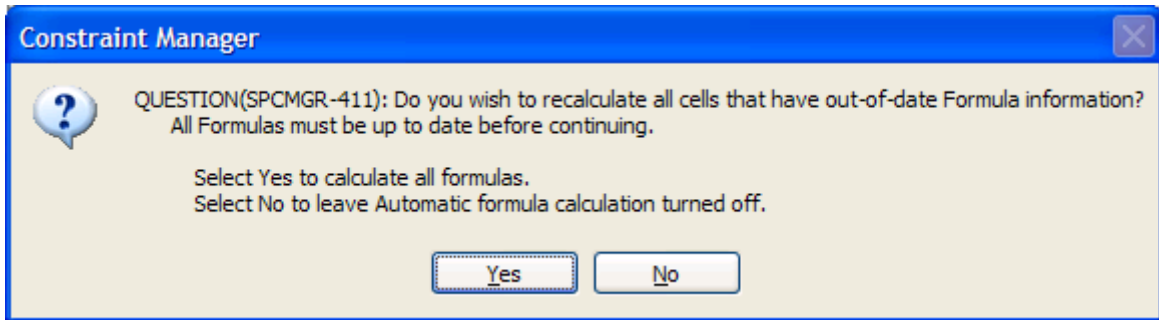 Constraint Manager
QUESTION(SPCMGR-411): Do you wish to recalculate all cells that have out-of-date Formula information?
All Formulas must be up to date before continuing.
Select Yes to calculate all formulas.
Select No to leave Automatic formula calculation turned off.
Yes No